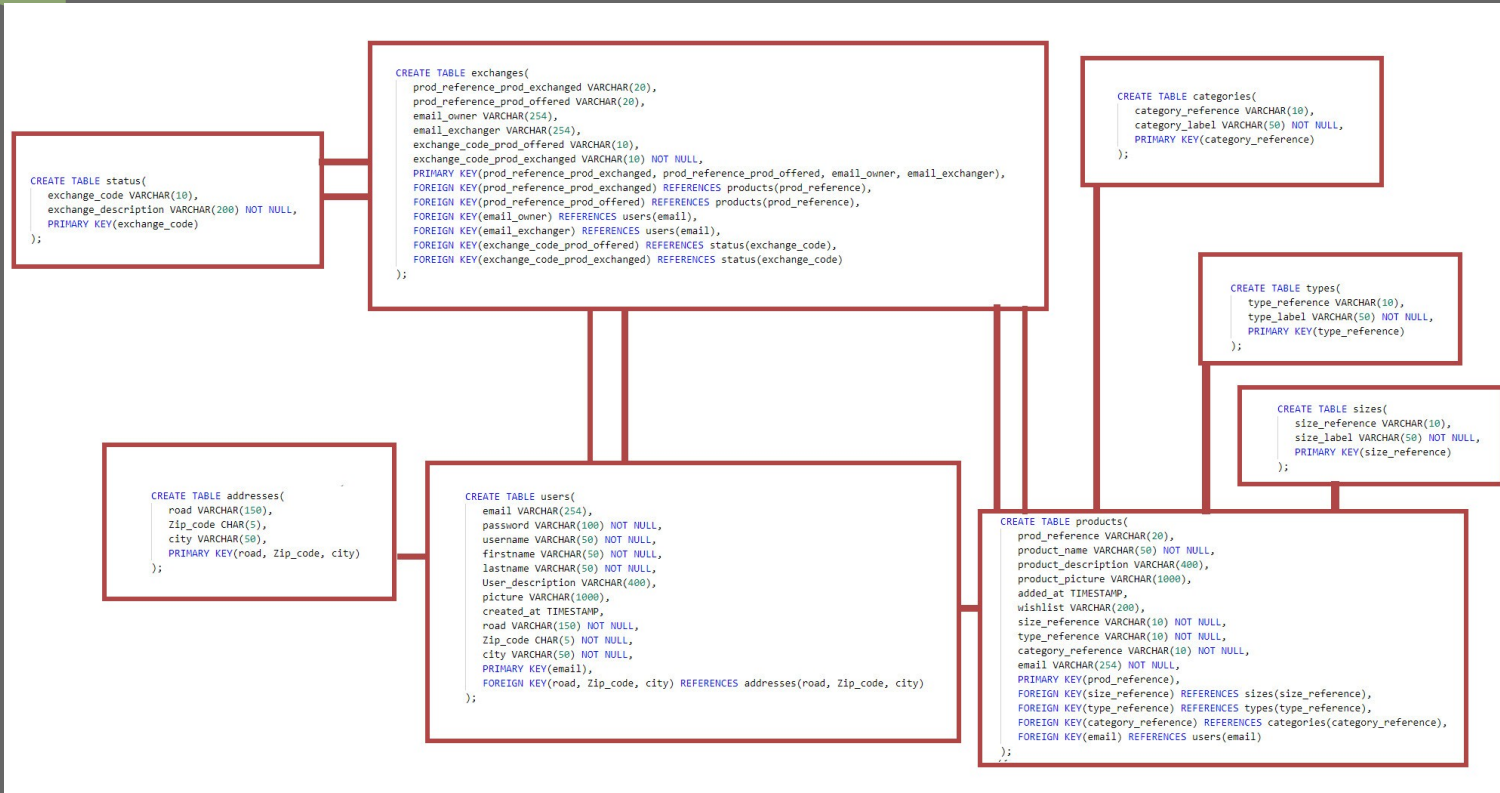 CREATE TABLE exchanges(
prod_reference_prod_exchanged VARCHAR(20),
prod_reference_prod_offered VARCHAR(20),
email_owner VARCHAR(254),
email_exchanger VARCHAR(254),
exchange_code_prod_offered VARCHAR(10),
exchange_code_prod_exchanged VARCHAR(10) NOT NULL,
PRIMARY KEY(prod_reference_prod_exchanged, prod_reference_prod_offered, email_owner, email_exchanger),
FOREIGN KEY(prod_reference_prod_exchanged) REFERENCES products(prod_reference),
FOREIGN KEY(prod_reference_prod_offered) REFERENCES products(prod_reference),
FOREIGN KEY(email_owner) REFERENCES users(email),
FOREIGN KEY(email_exchanger) REFERENCES users(email),
FOREIGN KEY(exchange_code_prod_offered) REFERENCES status(exchange_code),
FOREIGN KEY(exchange_code_prod_exchanged) REFERENCES status(exchange_code)
);
CREATE TABLE categories(
category_reference VARCHAR(10),
category_label VARCHAR(50) NOT NULL,
PRIMARY KEY(category_reference)
);
CREATE TABLE status(
exchange_code VARCHAR(10),
exchange_description VARCHAR(200) NOT NULL,
PRIMARY KEY(exchange_code)
);
CREATE TABLE types(
type_reference VARCHAR(10),
type_label VARCHAR(50) NOT NULL,
PRIMARY KEY(type_reference)
);
CREATE TABLE sizes(
size_reference VARCHAR(10),
size_label VARCHAR(50) NOT NULL,
PRIMARY KEY(size_reference)
);
CREATE TABLE addresses(
road VARCHAR(150),
Zip_code CHAR(5),
city VARCHAR(50),
PRIMARY KEY(road, Zip_code, city)
);
CREATE TABLE users(
email VARCHAR(254),
password VARCHAR(100) NOT NULL,
username VARCHAR(50) NOT NULL,
firstname VARCHAR(50) NOT NULL,
lastname VARCHAR(50) NOT NULL,
User_description VARCHAR(400),
picture VARCHAR(1000),
created_at TIMESTAMP,
road VARCHAR(150) NOT NULL,
Zip_code CHAR(5) NOT NULL,
city VARCHAR(50) NOT NULL,
PRIMARY KEY(email),
FOREIGN KEY(road, Zip_code, city) REFERENCES addresses(road, Zip_code, city)
);
CREATE TABLE products(
prod_reference VARCHAR(20),
product_name VARCHAR(50) NOT NULL,
product_description VARCHAR(400),
product_picture VARCHAR(1000),
added_at TIMESTAMP,
wishlist VARCHAR(200),
size_reference VARCHAR(10) NOT NULL,
type_reference VARCHAR(10) NOT NULL,
category_reference VARCHAR(10) NOT NULL,
email VARCHAR(254) NOT NULL,
PRIMARY KEY(prod_reference),
FOREIGN KEY(size_reference) REFERENCES sizes(size_reference),
FOREIGN KEY(type_reference) REFERENCES types(type_reference),
FOREIGN KEY(category_reference) REFERENCES categories(category_reference),
FOREIGN KEY(email) REFERENCES users(email)
);